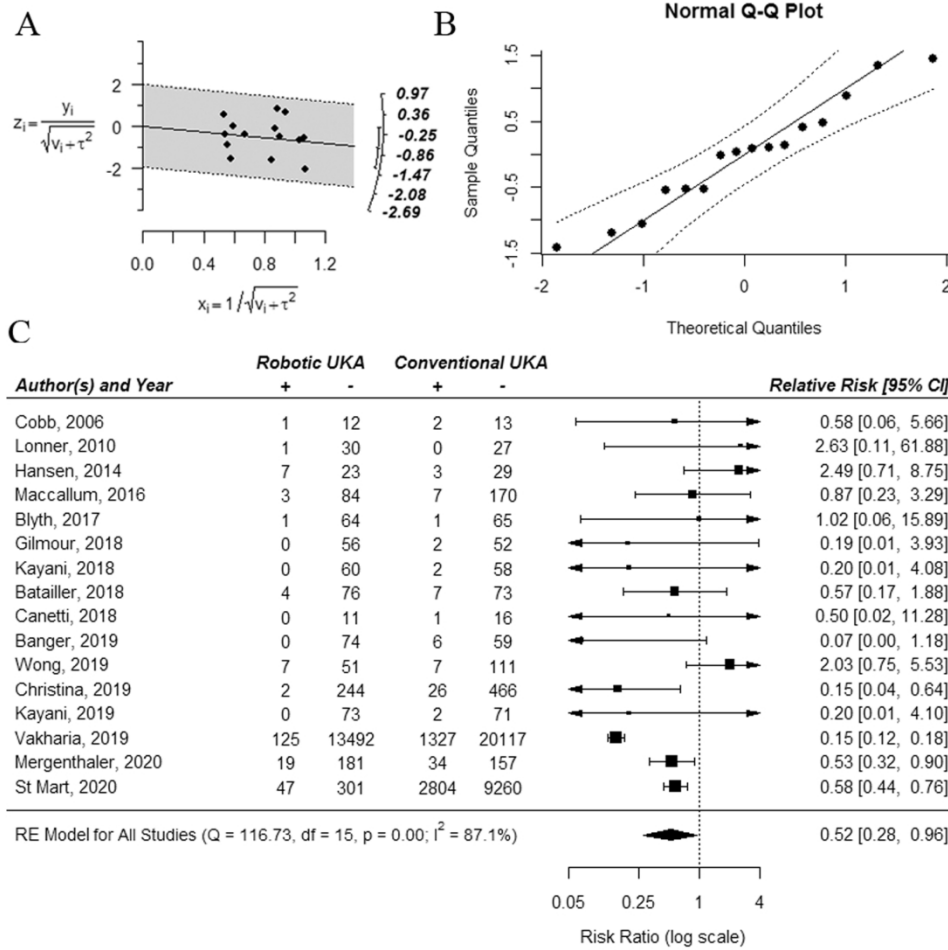 A
2
0
-2
zi = yi / √vi + τ²
0.97
0.36
-0.25
-0.86
-1.47
-2.08
-2.69
0.0 0.4 0.8 1.2
xi = 1 / √vi + τ²
B
Normal Q-Q Plot
Sample Quantiles
1.5
0.5
-0.5
-1.5
-2 -1 0 1 2
Theoretical Quantiles
C
Robotic UKA Conventional UKA
Author(s) and Year + - + - Relative Risk [95% CI]
Cobb, 2006 1 12 2 13 0.58 [0.06, 5.66]
Lonner, 2010 1 30 0 27 2.63 [0.11, 61.88]
Hansen, 2014 7 23 3 29 2.49 [0.71, 8.75]
Maccallum, 2016 3 84 7 170 0.87 [0.23, 3.29]
Blyth, 2017 1 64 1 65 1.02 [0.06, 15.89]
Gilmour, 2018 0 56 2 52 0.19 [0.01, 3.93]
Kayani, 2018 0 60 2 58 0.20 [0.01, 4.08]
Batailler, 2018 4 76 7 73 0.57 [0.17, 1.88]
Canetti, 2018 0 11 1 16 0.50 [0.02, 11.28]
Banger, 2019 0 74 6 59 0.07 [0.00, 1.18]
Wong, 2019 7 51 7 111 2.03 [0.75, 5.53]
Christina, 2019 2 244 26 466 0.15 [0.04, 0.64]
Kayani, 2019 0 73 2 71 0.20 [0.01, 4.10]
Vakharia, 2019 125 13492 1327 20117 0.15 [0.12, 0.18]
Mergenthaler, 2020 19 181 34 157 0.53 [0.32, 0.90]
St Mart, 2020 47 301 2804 9260 0.58 [0.44, 0.76]
RE Model for All Studies (Q = 116.73, df = 15, p = 0.00; I² = 87.1%) 0.52 [0.28, 0.96]
0.05 0.25 1 4
Risk Ratio (log scale)